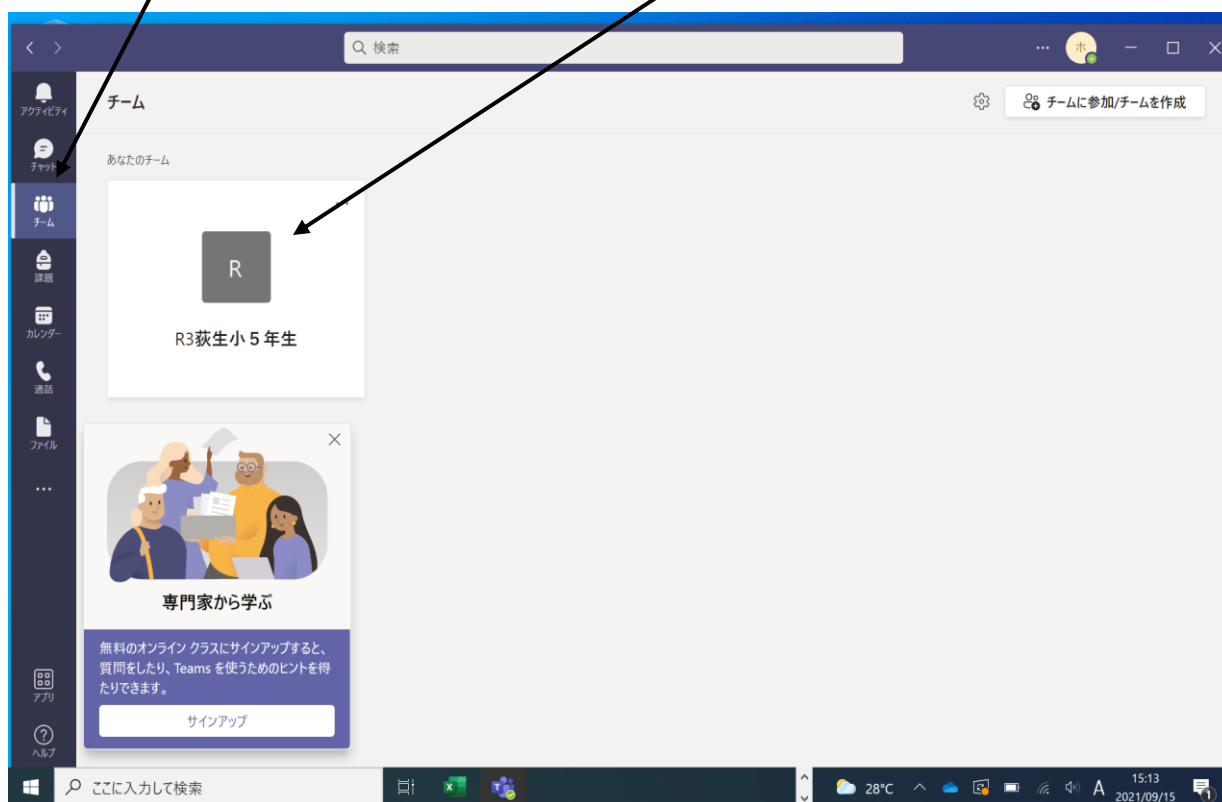 検索
ホ
アクティビティ
チーム
チームに参加/チームを作成
チャット
あなたのチーム
チーム
R
課題
カレンダー
R3荻生小５年生
通話
ファイル
専門家から学ぶ
無料のオンライン クラスにサインアップすると、
質問をしたり、Teams を使うためのヒントを得
たりできます。
アプリ
サインアップ
ヘルプ
ここに入力して検索
28°C
A
15:13
2021/09/15
1